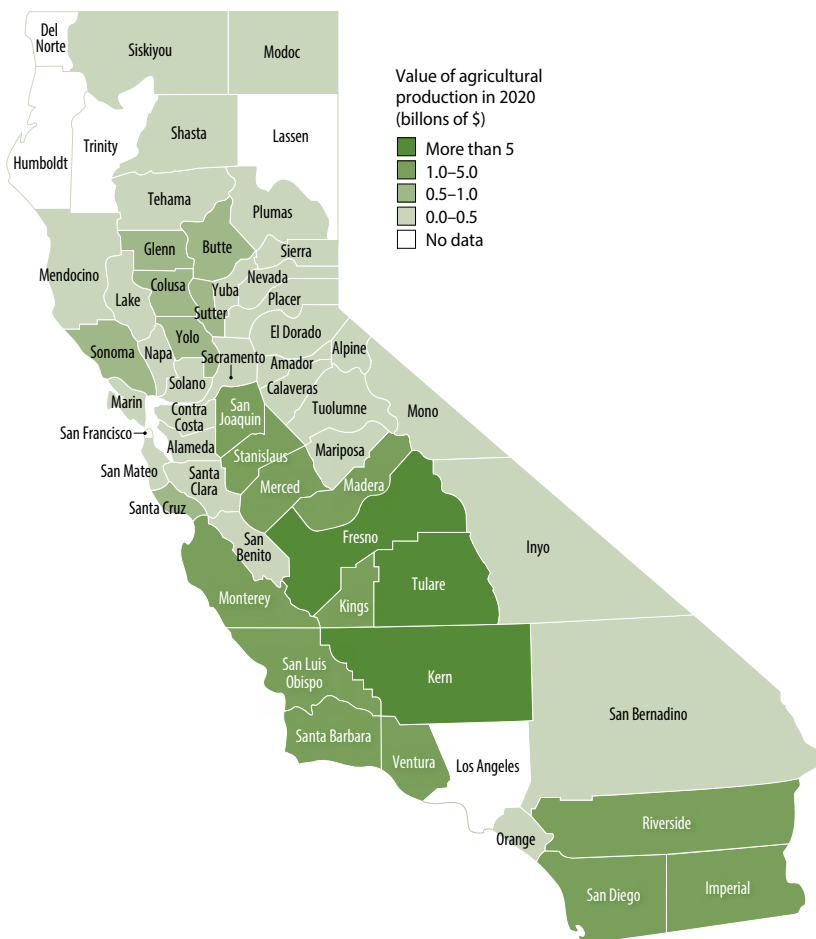 Del
Norte
Siskiyou
Modoc
Value of agricultural
production in 2020
(billons of $)
More than 5
1.0–5.0
0.5–1.0
0.0–0.5
No data
Humboldt
Trinity
Shasta
Lassen
Tehama
Plumas
Glenn
Butte
Sierra
Mendocino
Colusa
Lake
Yuba
Nevada
Placer
Sutter
El Dorado
Yolo
Sonoma
Napa
Sacramento
Amador
Alpine
Solano
Calaveras
Marin
Contra
Costa
San
Joaquin
Tuolumne
Mono
San Francisco
Alameda
Stanislaus
Mariposa
San Mateo
Santa
Clara
Merced
Madera
Santa Cruz
San
Benito
Fresno
Inyo
Monterey
Kings
Tulare
San Luis
Obispo
Kern
San Bernadino
Santa Barbara
Ventura
Los Angeles
Orange
Riverside
San Diego
Imperial